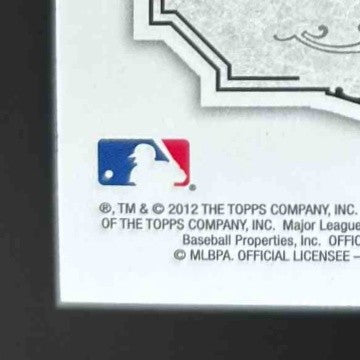 ®, TM & © 2012 THE TOPPS COMPANY, INC.
OF THE TOPPS COMPANY, INC. Major League
Baseball Properties, Inc. OFFIC
© MLBPA. OFFICIAL LICENSEE –
®